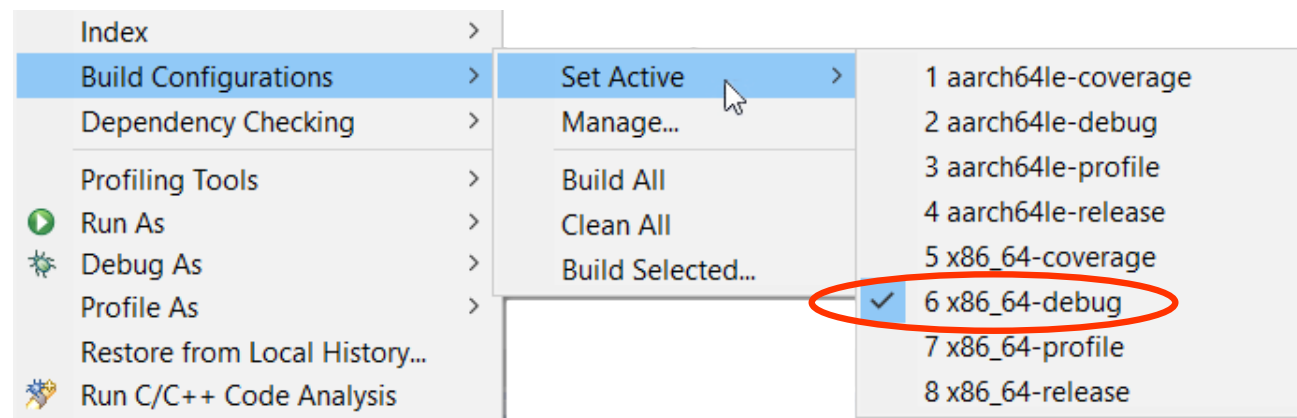 Index
Build Configurations
Dependency Checking
Profiling Tools
Run As
Debug As
Profile As
Restore from Local History...
Run C/C++ Code Analysis
Set Active
Manage...
Build All
Clean All
Build Selected...
1 aarch64le-coverage
2 aarch64le-debug
3 aarch64le-profile
4 aarch64le-release
5 x86_64-coverage
6 x86_64-debug
7 x86_64-profile
8 x86_64-release